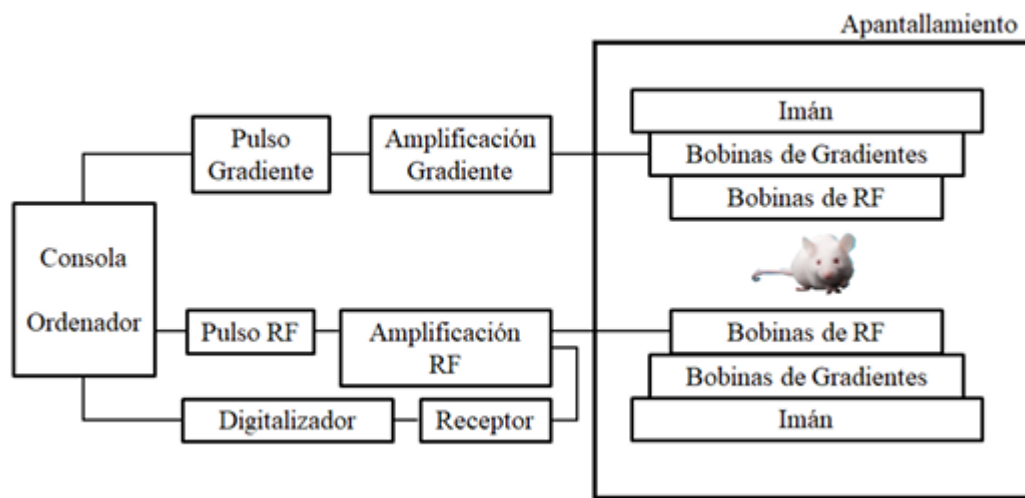 Apantallamiento
Imán
Pulso
Gradiente
Amplificación
Gradiente
Bobinas de Gradientes
Bobinas de RF
Consola
Ordenador
Pulso RF
Amplificación
RF
Bobinas de RF
Bobinas de Gradientes
Digitalizador
Receptor
Imán